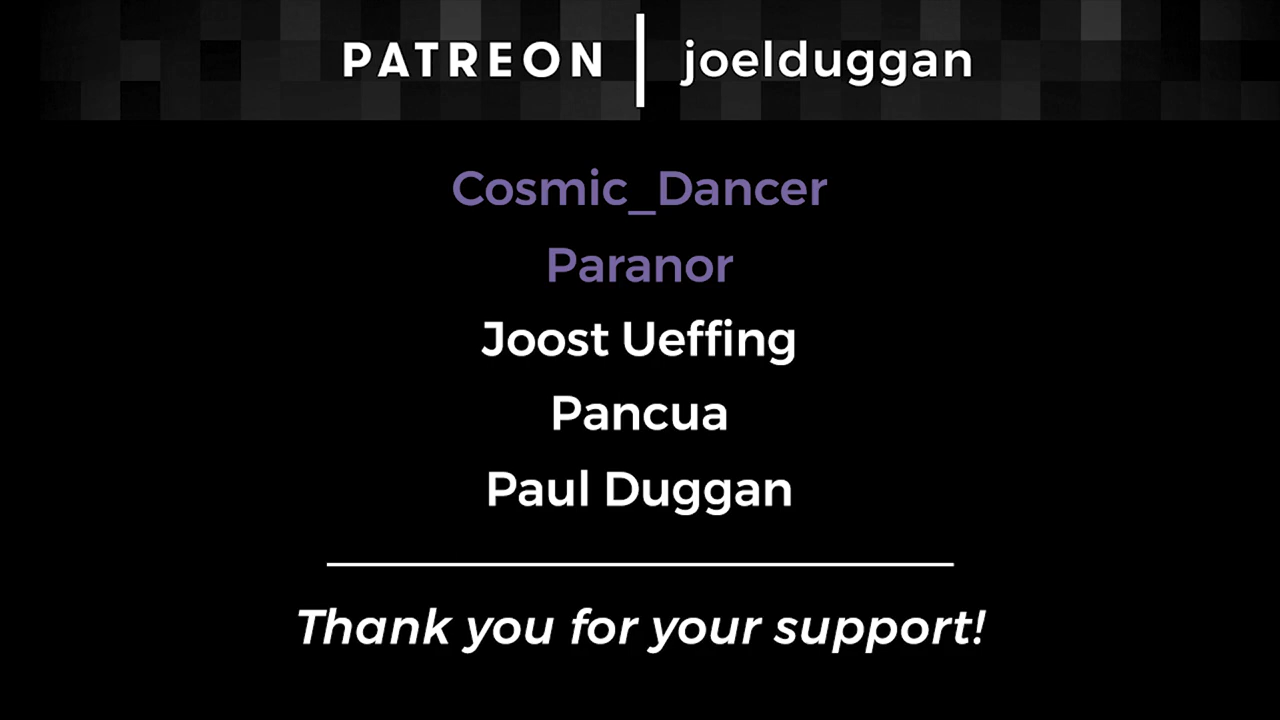 PATREON | joelduggan
Cosmic_Dancer
Paranor
Joost Ueffing
Pancua
Paul Duggan
Thank you for your support!